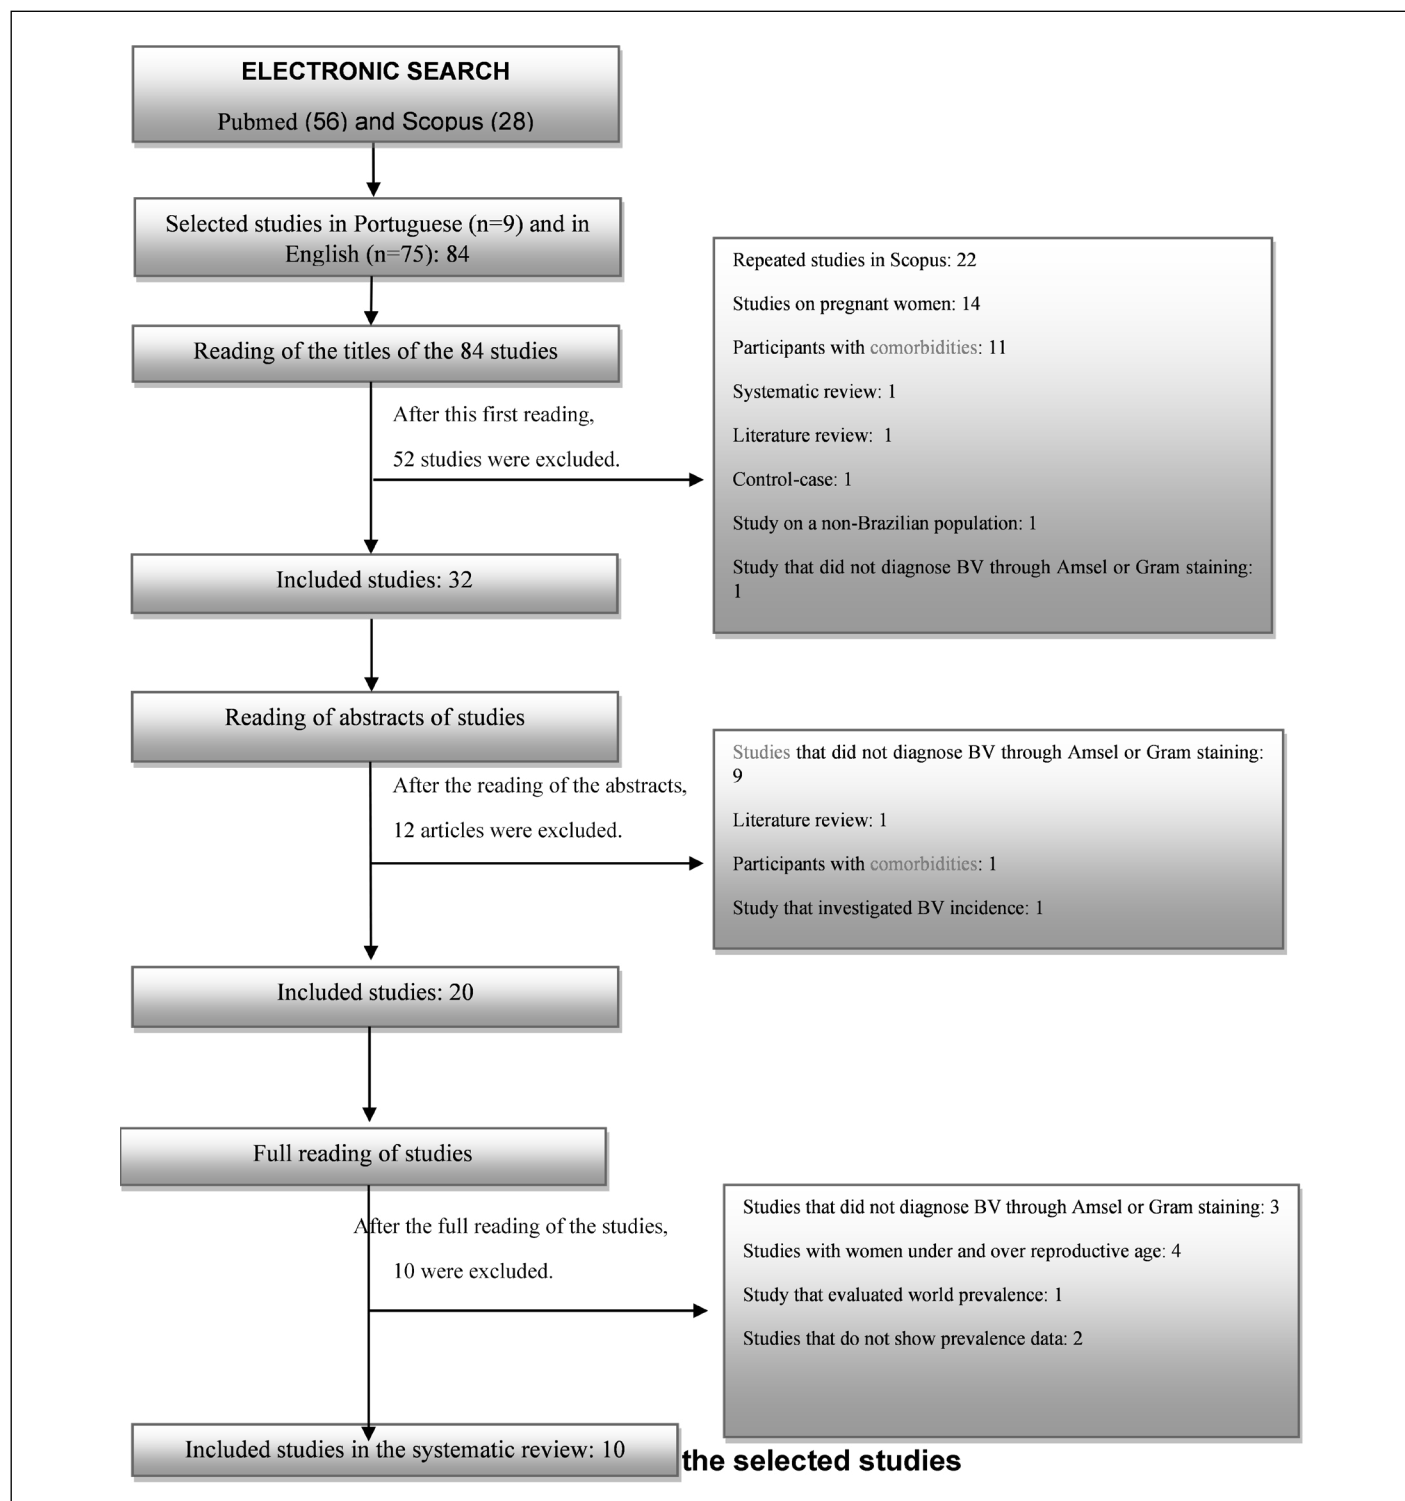 ELECTRONIC SEARCH
Pubmed (56) and Scopus (28)
Selected studies in Portuguese (n=9) and in
English (n=75): 84
Reading of the titles of the 84 studies
After this first reading,
52 studies were excluded.
Repeated studies in Scopus: 22
Studies on pregnant women: 14
Participants with comorbidities: 11
Systematic review: 1
Literature review: 1
Control-case: 1
Study on a non-Brazilian population: 1
Study that did not diagnose BV through Amsel or Gram staining:
1
Included studies: 32
Reading of abstracts of studies
After the reading of the abstracts,
12 articles were excluded.
Studies that did not diagnose BV through Amsel or Gram staining:
9
Literature review: 1
Participants with comorbidities: 1
Study that investigated BV incidence: 1
Included studies: 20
Full reading of studies
After the full reading of the studies,
10 were excluded.
Studies that did not diagnose BV through Amsel or Gram staining: 3
Studies with women under and over reproductive age: 4
Study that evaluated world prevalence: 1
Studies that do not show prevalence data: 2
Included studies in the systematic review: 10
the selected studies